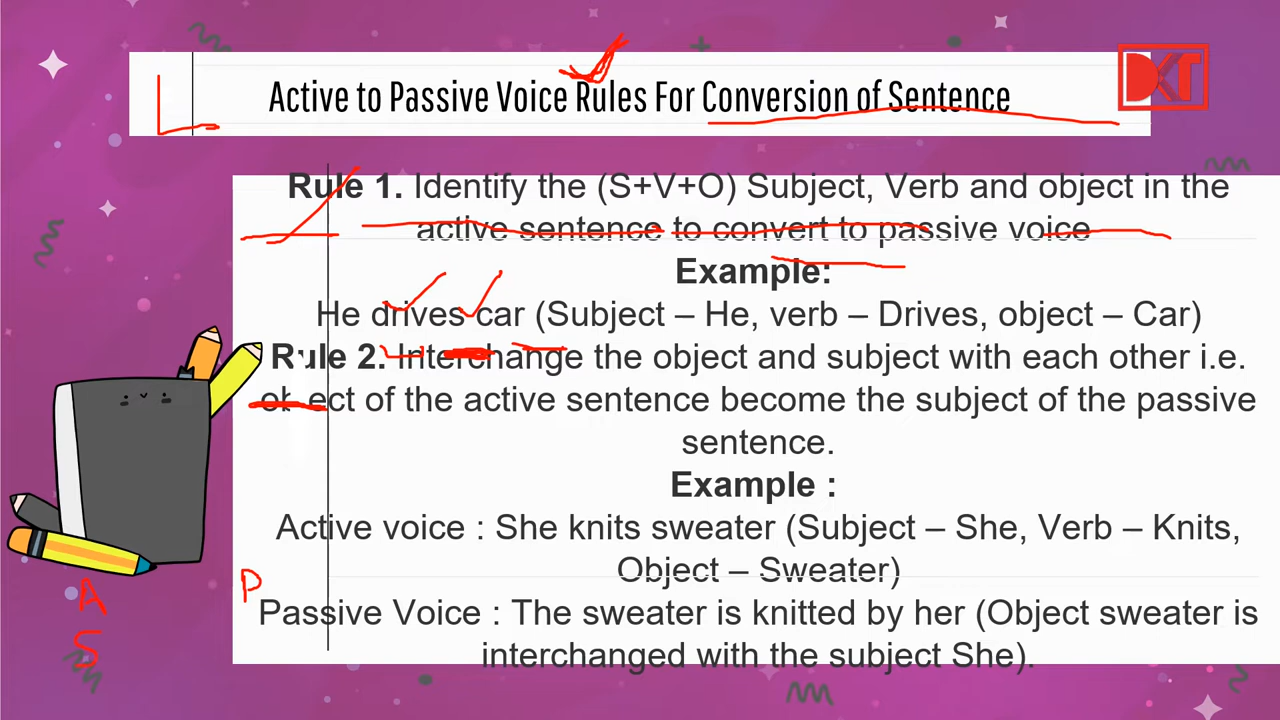 Active to Passive Voice Rules For Conversion of Sentence
DKT
Rule 1. Identify the (S+V+O) Subject, Verb and object in the
active sentence to convert to passive voice
Example:
He drives car (Subject – He, verb – Drives, object – Car)
Rule 2. Interchange the object and subject with each other i.e.
object of the active sentence become the subject of the passive
sentence.
Example :
Active voice : She knits sweater (Subject – She, Verb – Knits,
Object – Sweater)
P
Passive Voice : The sweater is knitted by her (Object sweater is
interchanged with the subject She).
A
S